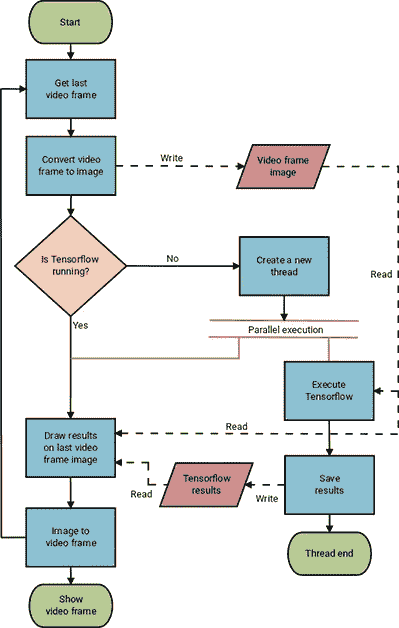 Start
Get last
video frame
Convert video
frame to Image
Write
Video frame
image
Is Tensorflow
running?
No
Create a new
thread
Read
Yes
Parallel execution
Execute
Tensorflow
Draw results
on last video
frame image
Read
Read
Tensorflow
results
Write
Save
results
Image to
video frame
Thread end
Show
video frame